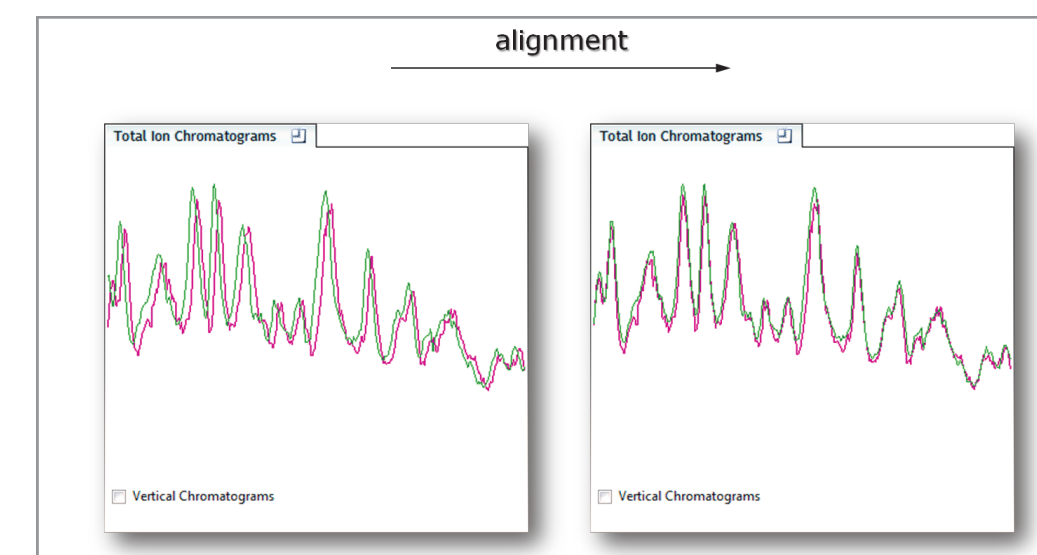 alignment
Total Ion Chromatograms
Total Ion Chromatograms
Vertical Chromatograms
Vertical Chromatograms